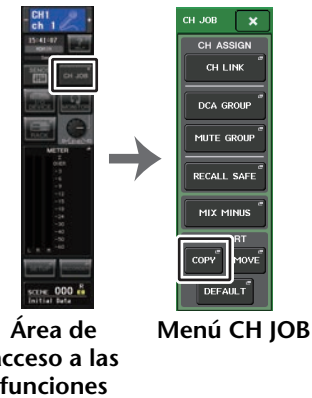 CH1
ch 1
15:41:07
CH JOB
METER
OVER
SCENE 000 R
Initial Data
CH JOB
CH ASSIGN
CH LINK
DCA GROUP
MUTE GROUP
RECALL SAFE
MIX MINUS
RT
COPY MOVE
DEFAULT
Área de
acceso a las
funciones
Menú CH JOB